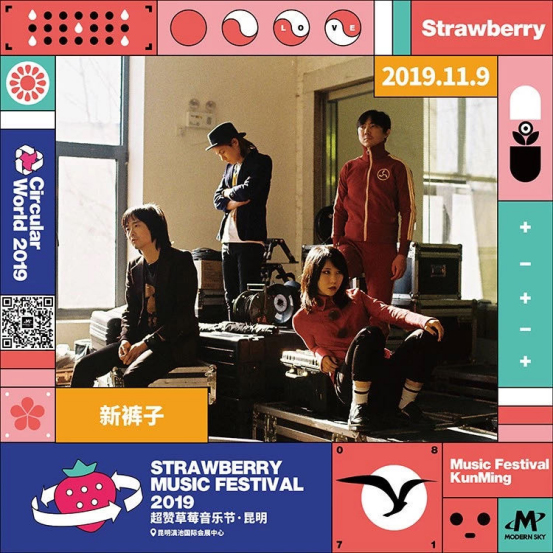 L O V E
Strawberry
2019.11.9
Circular
World 2019
新裤子
STRAWBERRY
MUSIC FESTIVAL
2019
超赞草莓音乐节·昆明
昆明滇池国际会展中心
0 8
7 1
Music Festival
KunMing
MODERN SKY